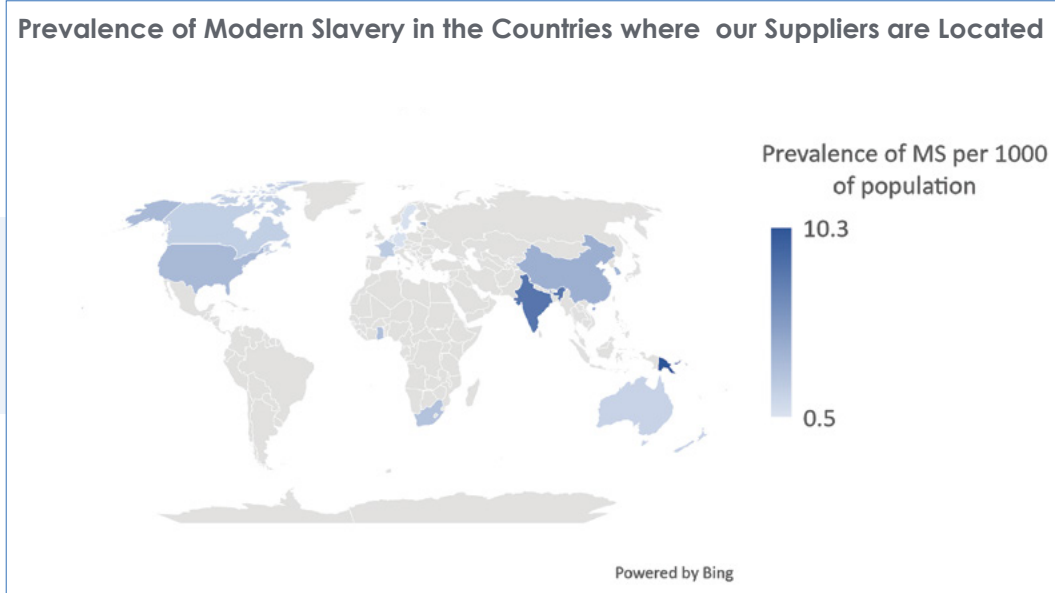 Prevalence of Modern Slavery in the Countries where our Suppliers are Located
Prevalence of MS per 1000
of population
10.3
0.5
Powered by Bing